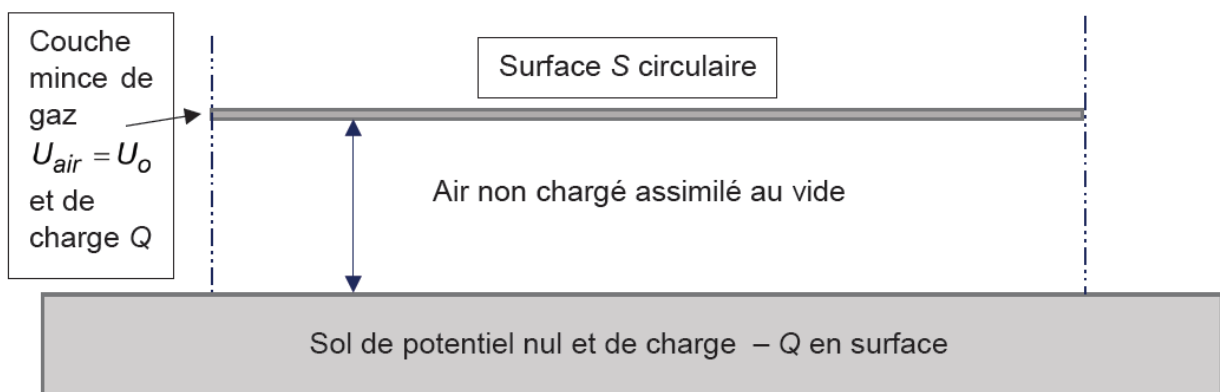 Couche
mince de
gaz
U_air = U_o
et de
charge Q
Surface S circulaire
Air non chargé assimilé au vide
Sol de potentiel nul et de charge – Q en surface